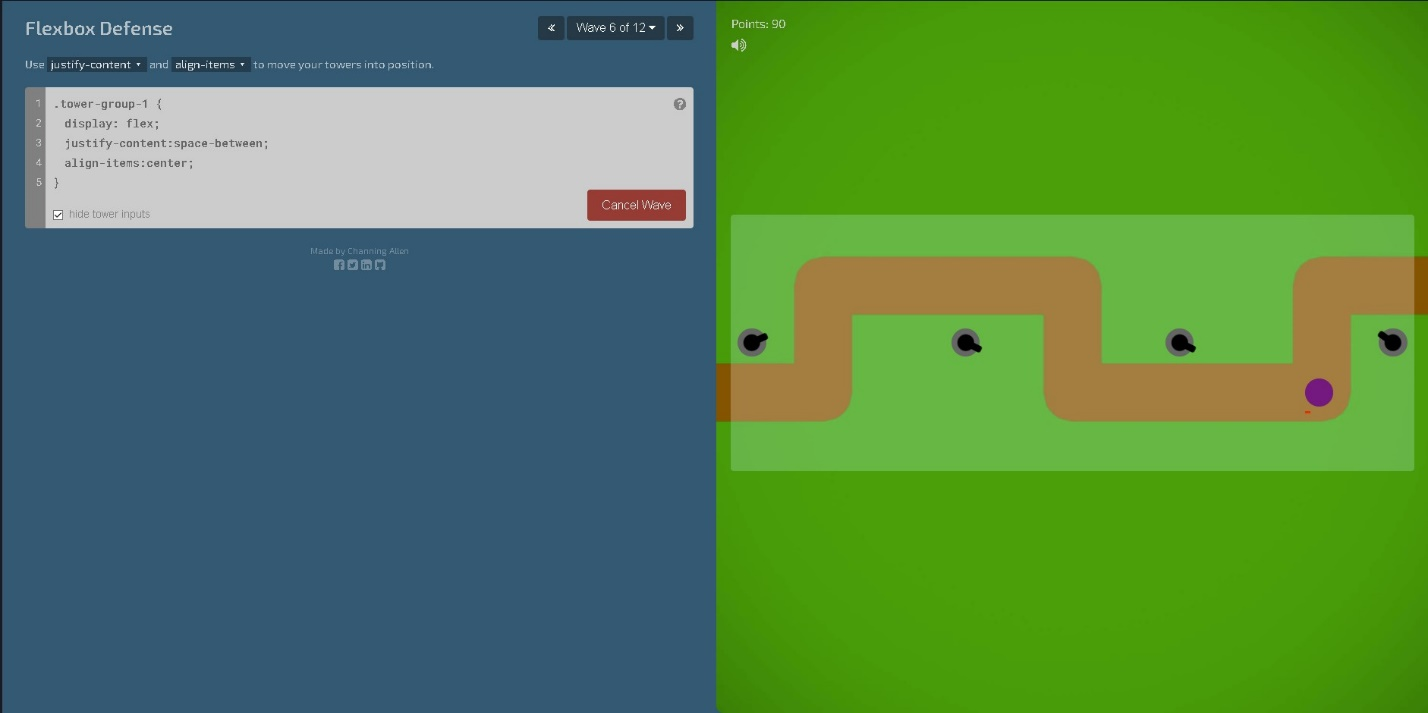 Flexbox Defense
« Wave 6 of 12 »
Use justify-content and align-items to move your towers into position.
1 .tower-group-1 {
2 display: flex;
3 justify-content:space-between;
4 align-items:center;
5 }
hide tower inputs
Cancel Wave
Made by Channing Allen
Points: 90